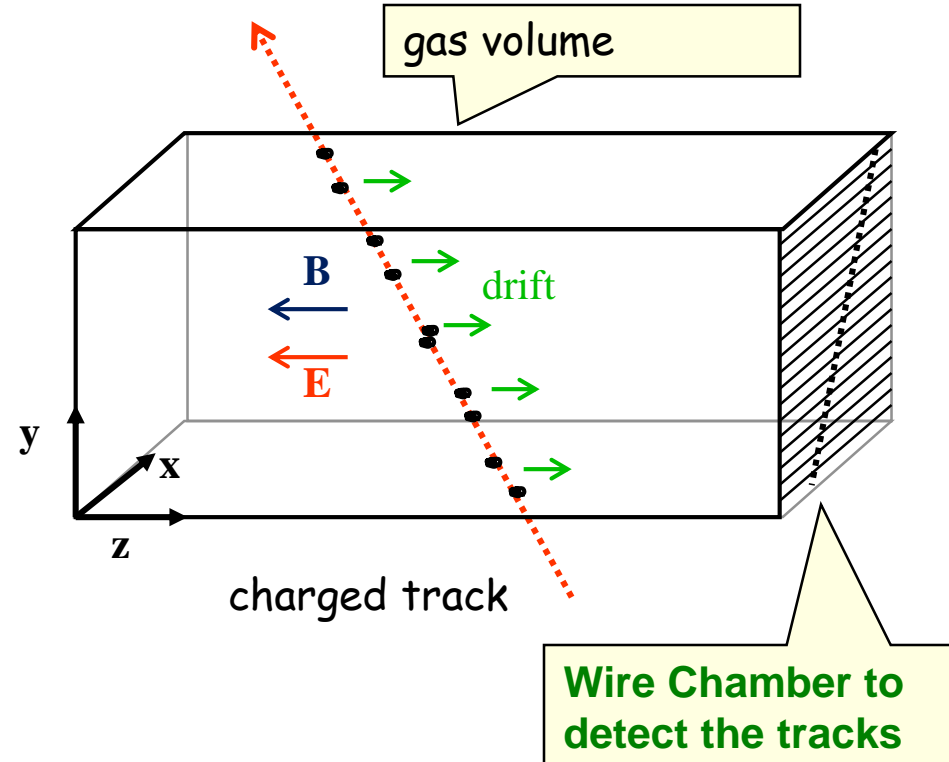 gas volume
B
drift
E
y
x
z
charged track
Wire Chamber to
detect the tracks